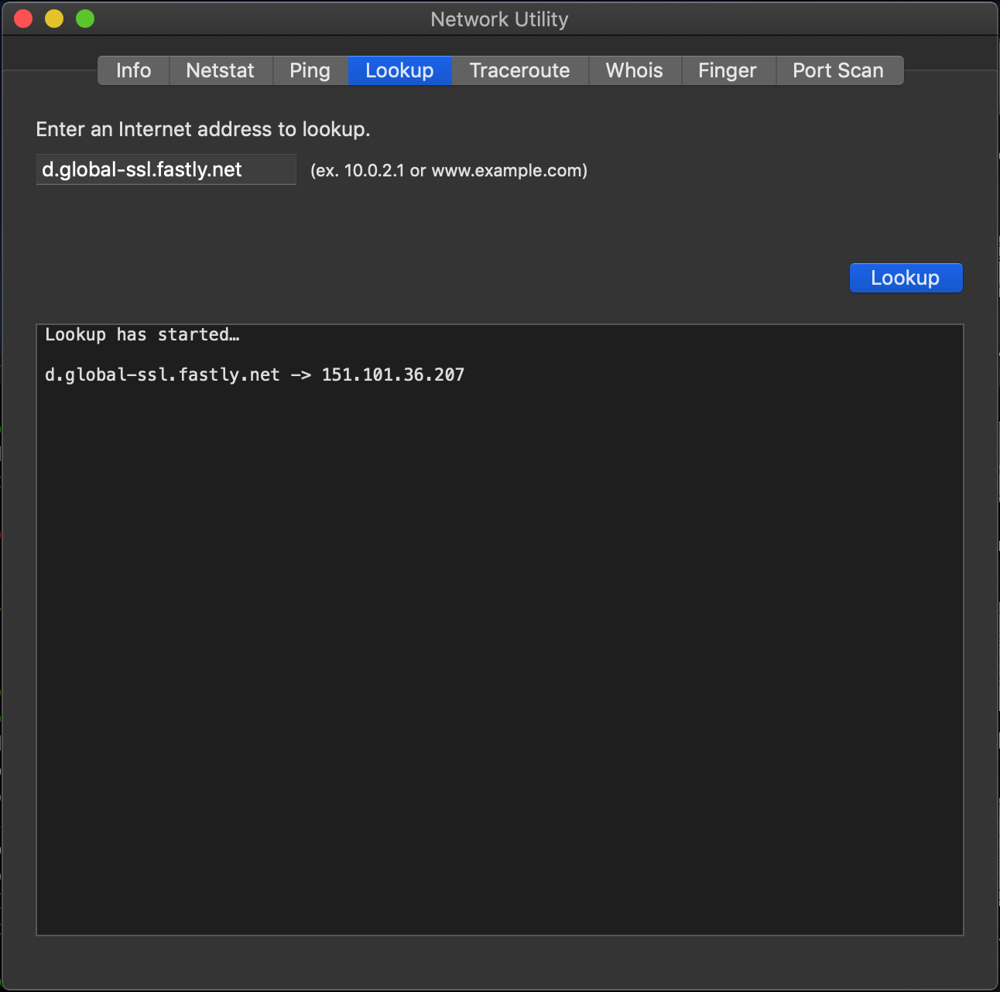 Network Utility
Info Netstat Ping Lookup Traceroute Whois Finger Port Scan
Enter an Internet address to lookup.
d.global-ssl.fastly.net (ex. 10.0.2.1 or www.example.com)
Lookup
Lookup has started…
d.global-ssl.fastly.net -> 151.101.36.207